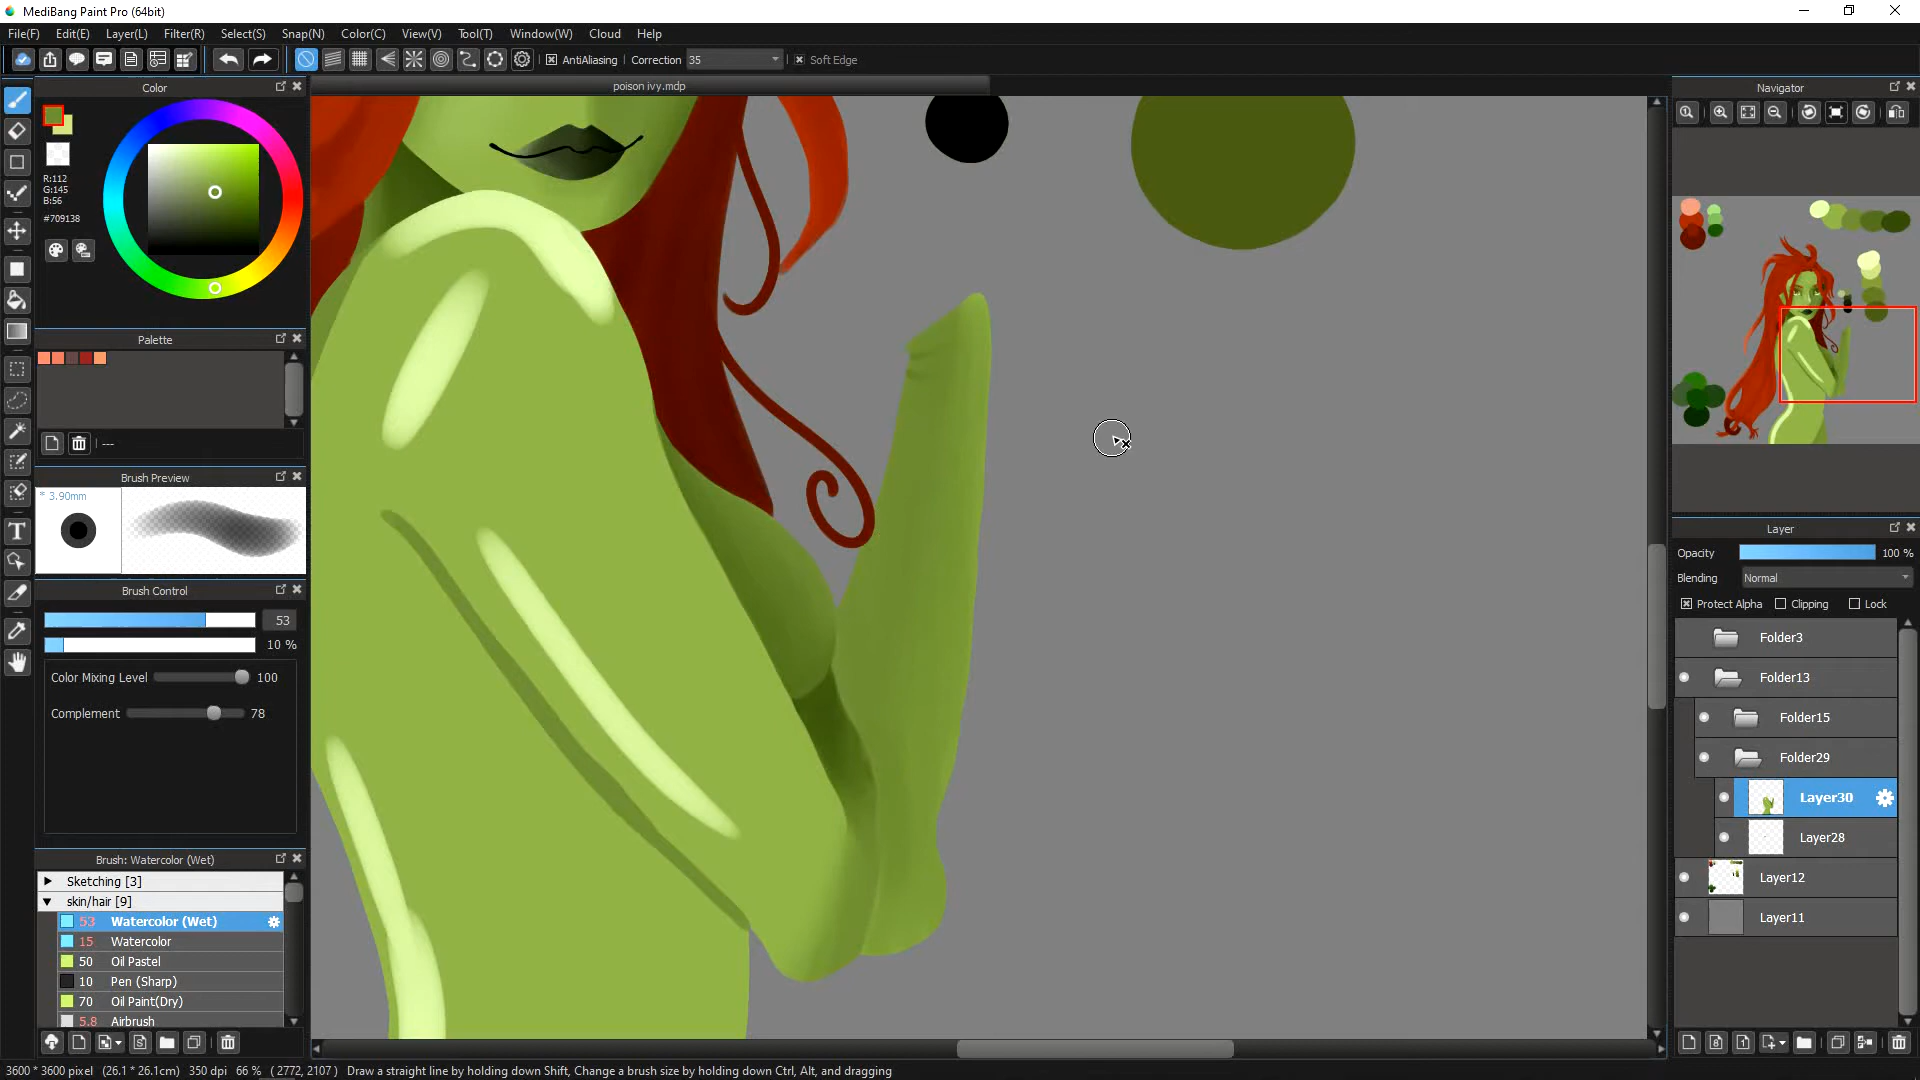 MediBang Paint Pro (64bit)
File(F) Edit(E) Layer(L) Filter(R) Select(S) Snap(N) Color(C) View(V) Tool(T) Window(W) Cloud Help
AntiAliasing Correction 35 Soft Edge
Color
poison ivy.mdp
Navigator
R:112
G:145
B:56
#709138
Palette
---
Brush Preview
* 3.90mm
Brush Control
53
10 %
Color Mixing Level 100
Complement 78
Brush: Watercolor (Wet)
Sketching [3]
skin/hair [9]
53 Watercolor (Wet)
15 Watercolor
50 Oil Pastel
10 Pen (Sharp)
70 Oil Paint(Dry)
5.8 Airbrush
Layer
Opacity 100 %
Blending Normal
Protect Alpha Clipping Lock
Folder3
Folder13
Folder15
Folder29
Layer30
Layer28
Layer12
Layer11
3600 * 3600 pixel (26.1 * 26.1cm) 350 dpi 66 % ( 2772, 2107 ) Draw a straight line by holding down Shift, Change a brush size by holding down Ctrl, Alt, and dragging